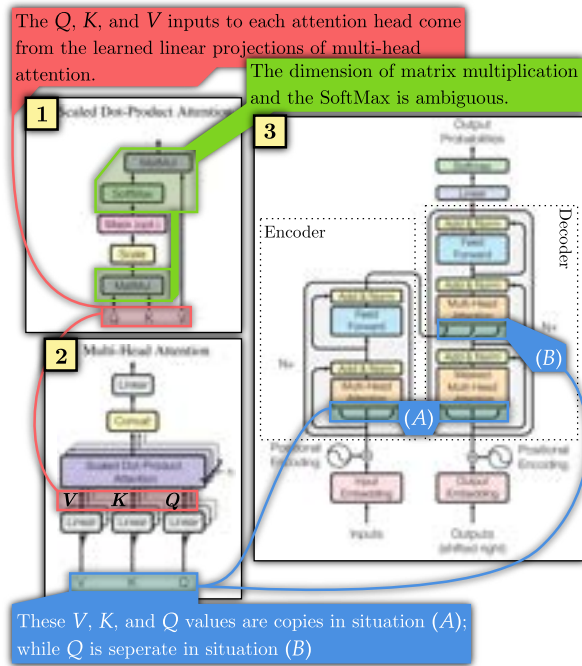 The Q, K, and V inputs to each attention head come
from the learned linear projections of multi-head
attention.
The dimension of matrix multiplication
and the SoftMax is ambiguous.
1
Scaled Dot-Product Attention
MatMul
SoftMax
Mask (opt.)
Scale
MatMul
Q K V
2
Multi-Head Attention
Linear
Concat
Scaled Dot-Product
Attention
V K Q
Linear Linear Linear
V K Q
3
Output
Probabilities
Softmax
Linear
Encoder
Decoder
Add & Norm
Feed
Forward
Add & Norm
Multi-Head
Attention
N×
(B)
Add & Norm
Feed
Forward
N×
Add & Norm
Multi-Head
Add & Norm
Masked
Multi-Head
(A)
Positional
Encoding
Positional
Encoding
Input
Embedding
Output
Embedding
Inputs
Outputs
(shifted right)
These V, K, and Q values are copies in situation (A);
while Q is seperate in situation (B)